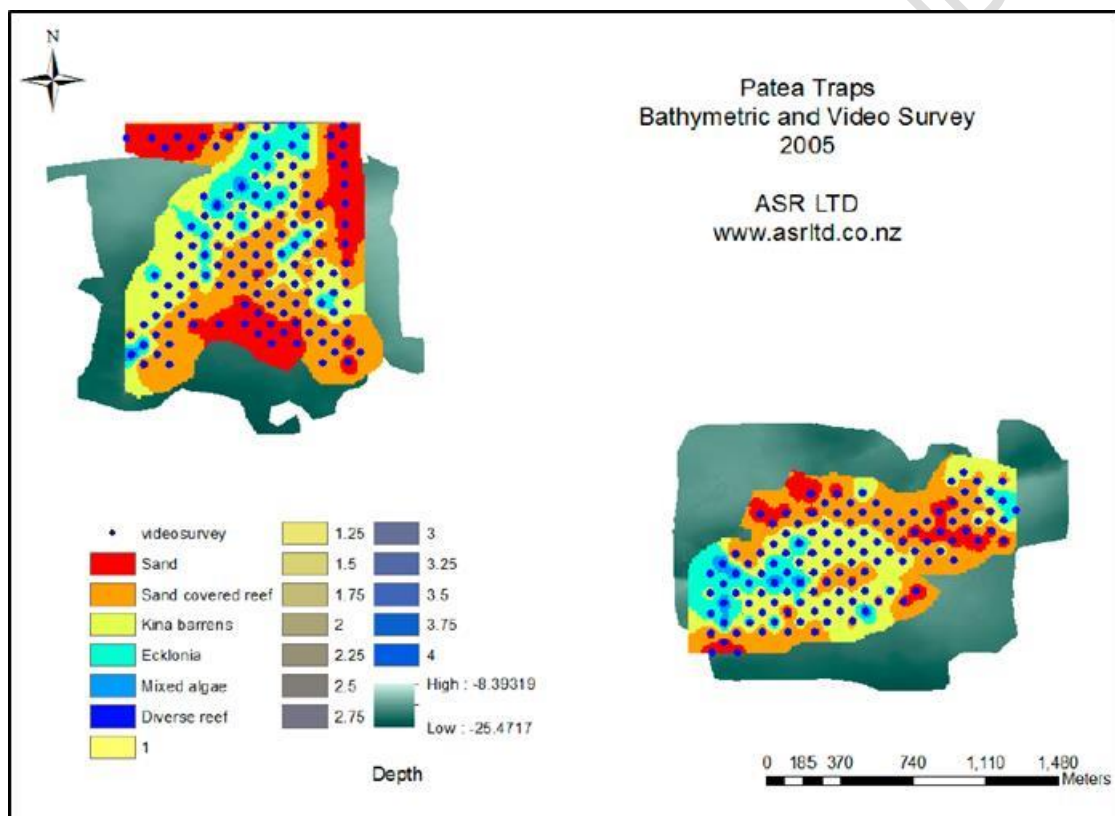 N
Patea Traps
Bathymetric and Video Survey
2005
ASR LTD
www.asrltd.co.nz
videosurvey
Sand
Sand covered reef
Kina barrens
Ecklonia
Mixed algae
Diverse reef
1
1.25
1.5
1.75
2
2.25
2.5
2.75
3
3.25
3.5
3.75
4
High : -8.39319
Low : -25.4717
Depth
0 185 370 740 1,110 1,480
Meters